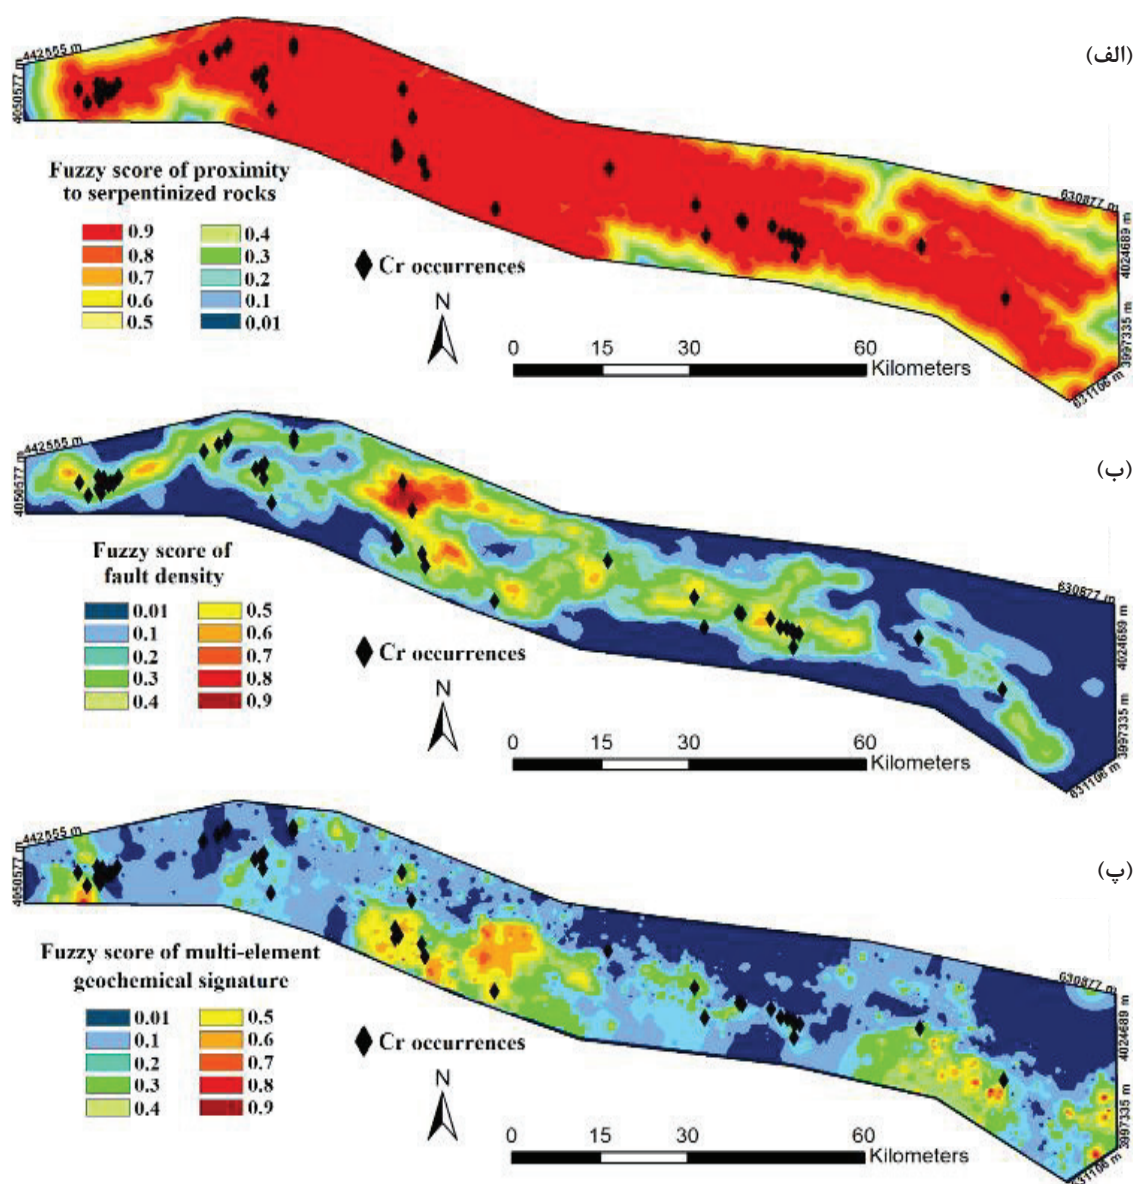 (الف)
442555 m
4050577 m
630877 m
4024689 m
3997335 m
631106 m
Fuzzy score of proximity
to serpentinized rocks
0.9
0.8
0.7
0.6
0.5
0.4
0.3
0.2
0.1
0.01
Cr occurrences
N
0 15 30 60
Kilometers
(ب)
442555 m
4050577 m
630877 m
4024689 m
3997335 m
631106 m
Fuzzy score of
fault density
0.01
0.1
0.2
0.3
0.4
0.5
0.6
0.7
0.8
0.9
Cr occurrences
N
0 15 30 60
Kilometers
(پ)
442555 m
4050577 m
630877 m
4024689 m
3997335 m
631106 m
Fuzzy score of multi-element
geochemical signature
0.01
0.1
0.2
0.3
0.4
0.5
0.6
0.7
0.8
0.9
Cr occurrences
N
0 15 30 60
Kilometers